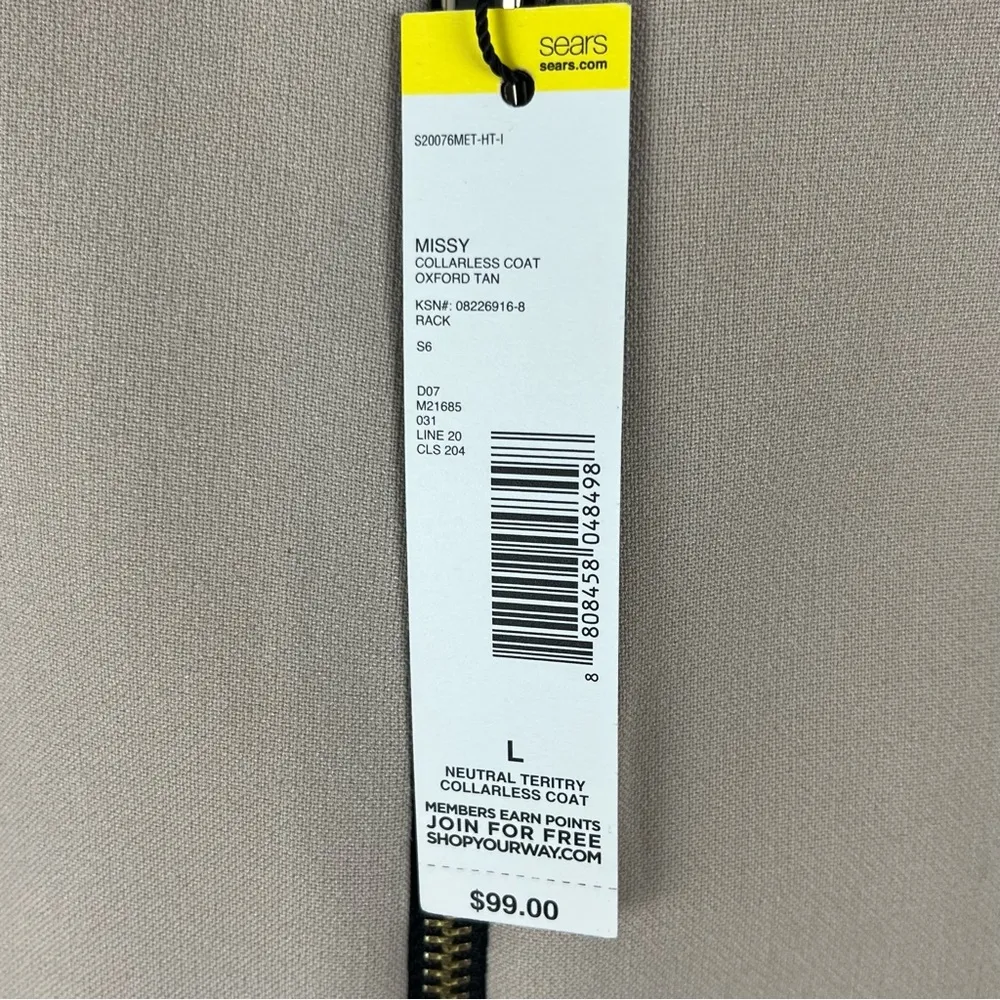 sears
sears.com
S20076MET-HT-I
MISSY
COLLARLESS COAT
OXFORD TAN
KSN#: 08226916-8
RACK
S6
D07
M21685
031
LINE 20
CLS 204
8 808458 048498
L
NEUTRAL TERITRY
COLLARLESS COAT
MEMBERS EARN POINTS
JOIN FOR FREE
SHOPYOURWAY.COM
$99.00